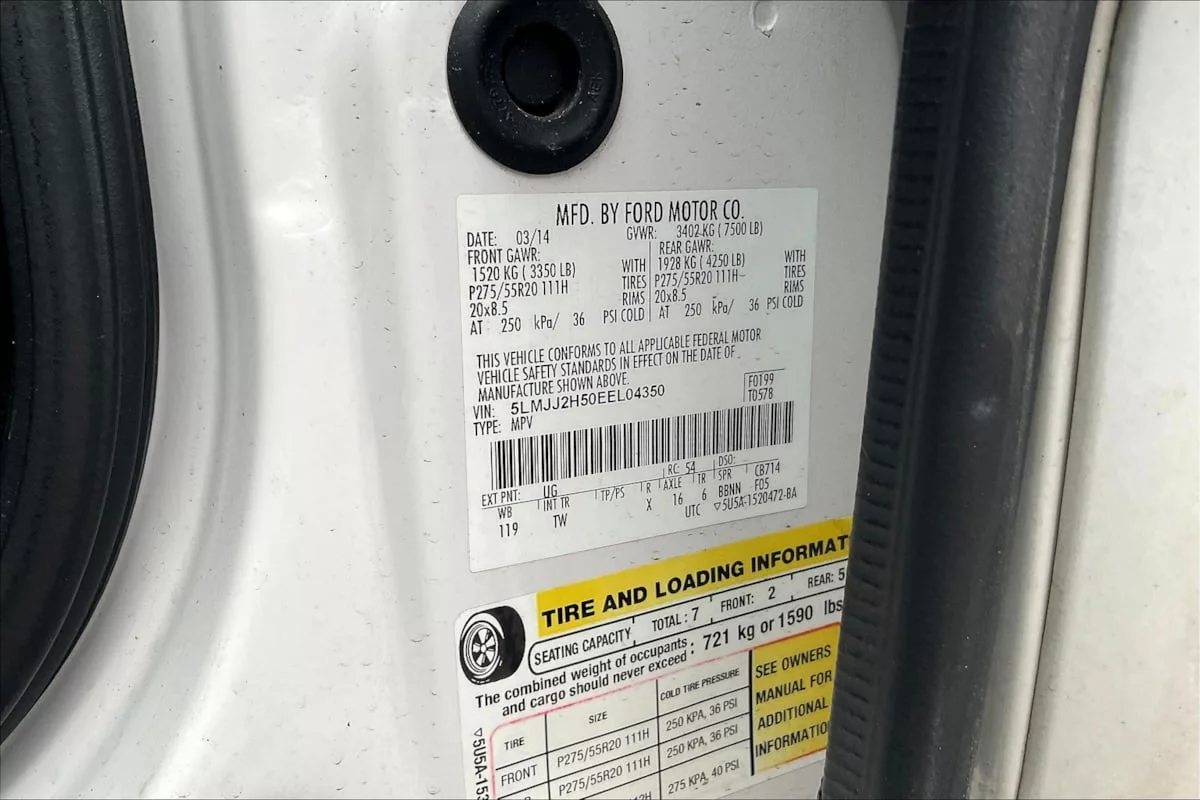 MFD. BY FORD MOTOR CO.
DATE: 03/14 GVWR: 3402 KG ( 7500 LB)
FRONT GAWR: REAR GAWR:
1520 KG ( 3350 LB) WITH 1928 KG ( 4250 LB) WITH
P275/55R20 111H TIRES P275/55R20 111H TIRES
20x8.5 RIMS 20x8.5 RIMS
AT 250 kPa/ 36 PSI COLD AT 250 kPa/ 36 PSI COLD
THIS VEHICLE CONFORMS TO ALL APPLICABLE FEDERAL MOTOR
VEHICLE SAFETY STANDARDS IN EFFECT ON THE DATE OF
MANUFACTURE SHOWN ABOVE.
VIN: 5LMJJ2H50EEL04350 F0199
TYPE: MPV T0578
EXT PNT: UG RC: 54 DSO:
WB INT TR TP/PS R AXLE TR SPR CB714
119 TW X 16 6 BBNN F05
UTC ▽5U5A-1520472-BA
TIRE AND LOADING INFORMAT
SEATING CAPACITY TOTAL: 7 FRONT: 2 REAR: 5
The combined weight of occupants : 721 kg or 1590 lbs
and cargo should never exceed
TIRE SIZE COLD TIRE PRESSURE
FRONT P275/55R20 111H 250 KPA, 36 PSI
P275/55R20 111H 250 KPA, 36 PSI
275 KPA, 40 PSI
SEE OWNERS
MANUAL FOR
ADDITIONAL
INFORMATIO
▽5U5A-153